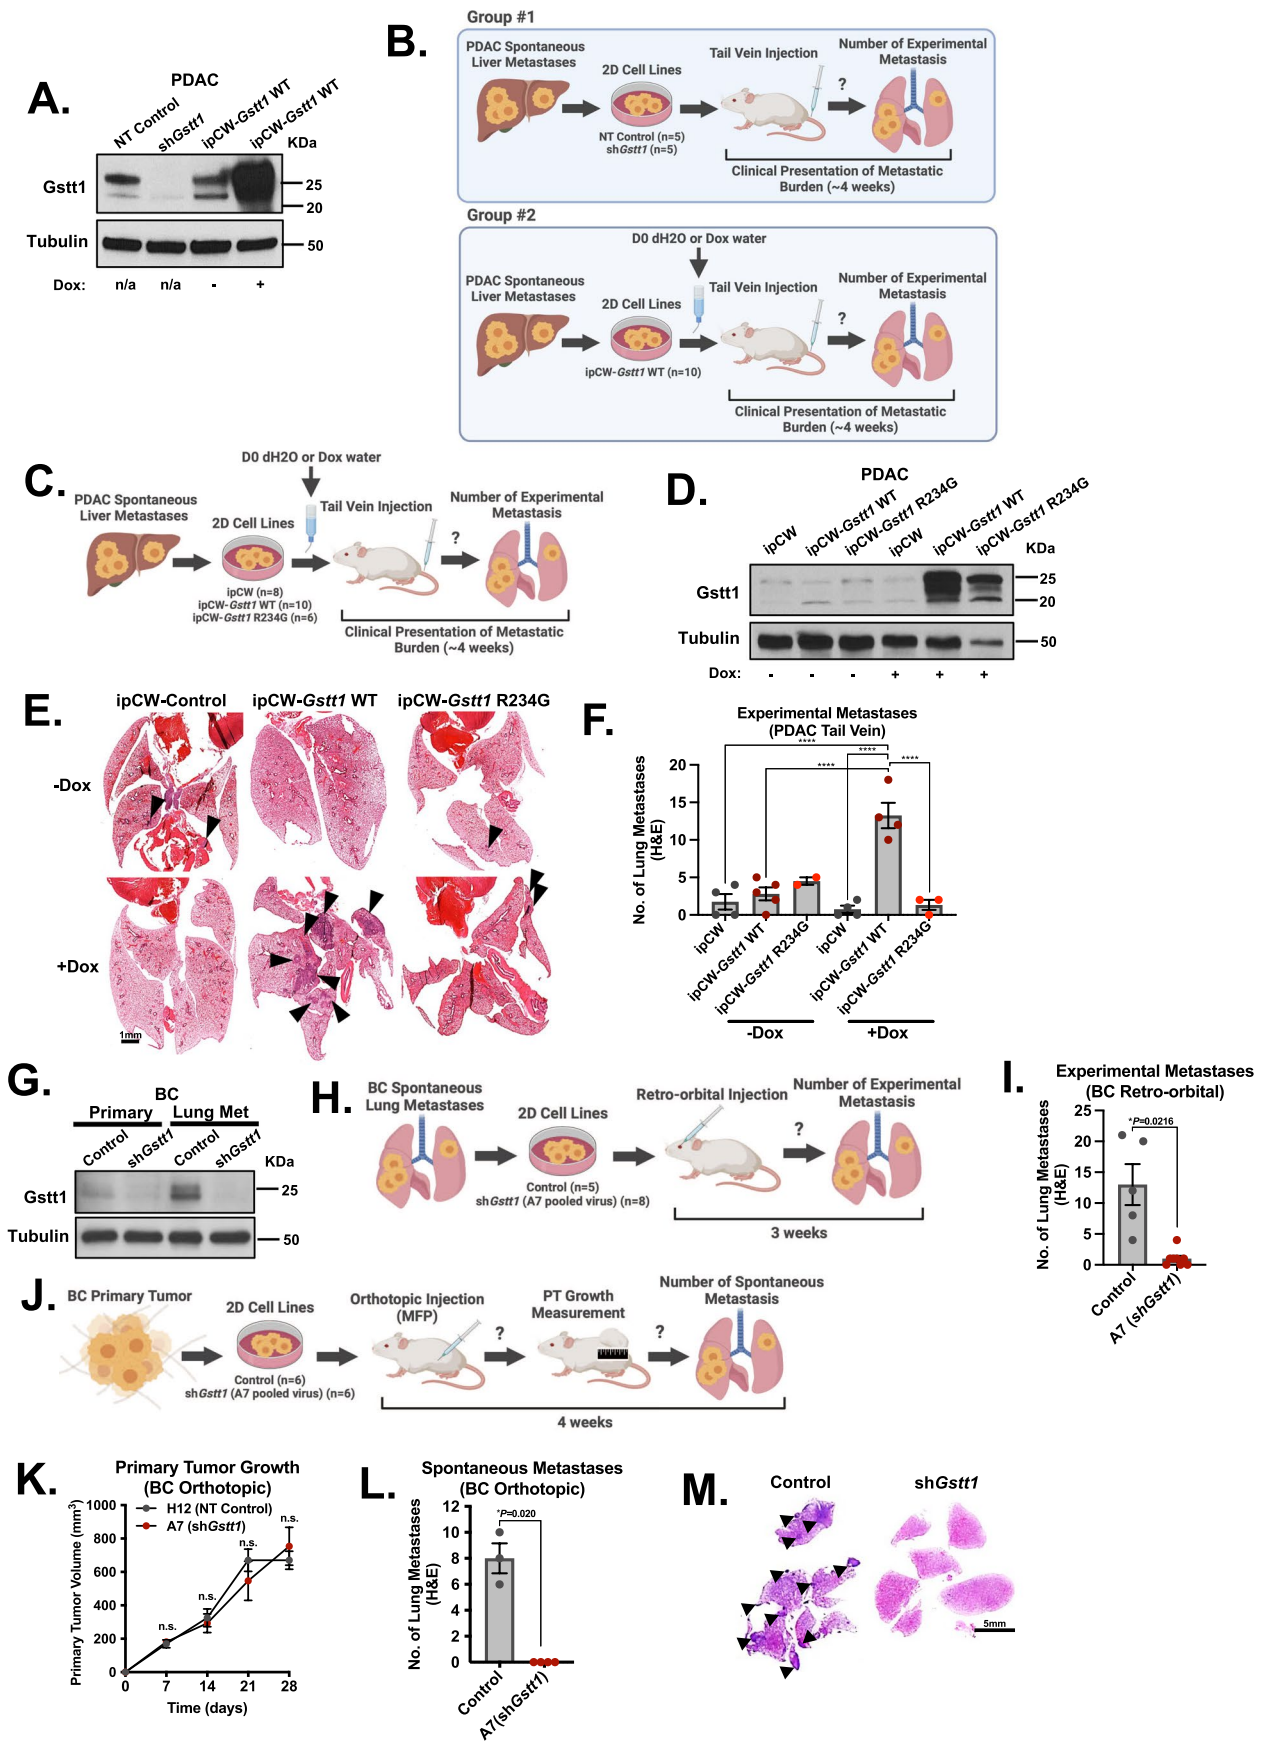 A.
PDAC
NT Control
shGstt1
ipCW-Gstt1 WT
ipCW-Gstt1 WT
KDa
Gstt1
25
20
Tubulin
50
Dox: n/a n/a - +
B.
Group #1
PDAC Spontaneous
Liver Metastases
2D Cell Lines
NT Control (n=5)
shGstt1 (n=5)
Tail Vein Injection
?
Number of Experimental
Metastasis
Clinical Presentation of Metastatic
Burden (~4 weeks)
Group #2
D0 dH2O or Dox water
PDAC Spontaneous
Liver Metastases
2D Cell Lines
ipCW-Gstt1 WT (n=10)
Tail Vein Injection
?
Number of Experimental
Metastasis
Clinical Presentation of Metastatic
Burden (~4 weeks)
C.
D0 dH2O or Dox water
PDAC Spontaneous
Liver Metastases
2D Cell Lines
ipCW (n=8)
ipCW-Gstt1 WT (n=10)
ipCW-Gstt1 R234G (n=6)
Tail Vein Injection
?
Number of Experimental
Metastasis
Clinical Presentation of Metastatic
Burden (~4 weeks)
D.
PDAC
ipCW
ipCW-Gstt1 WT
ipCW-Gstt1 R234G
ipCW
ipCW-Gstt1 WT
ipCW-Gstt1 R234G
KDa
Gstt1
25
20
Tubulin
50
Dox: - - - + + +
E.
ipCW-Control ipCW-Gstt1 WT ipCW-Gstt1 R234G
-Dox
+Dox
1mm
F.
Experimental Metastases
(PDAC Tail Vein)
****
****
****
****
No. of Lung Metastases
(H&E)
20
15
10
5
0
ipCW
ipCW-Gstt1 WT
ipCW-Gstt1 R234G
ipCW
ipCW-Gstt1 WT
ipCW-Gstt1 R234G
-Dox
+Dox
G.
BC
Primary Lung Met
Control
shGstt1
Control
shGstt1
KDa
Gstt1
25
Tubulin
50
H.
BC Spontaneous
Lung Metastases
2D Cell Lines
Control (n=5)
shGstt1 (A7 pooled virus) (n=8)
Retro-orbital Injection
?
Number of Experimental
Metastasis
3 weeks
I.
Experimental Metastases
(BC Retro-orbital)
*P=0.0216
No. of Lung Metastases
(H&E)
25
20
15
10
5
0
Control
A7 (shGstt1)
J.
BC Primary Tumor
2D Cell Lines
Control (n=6)
shGstt1 (A7 pooled virus) (n=6)
Orthotopic Injection
(MFP)
?
PT Growth
Measurement
?
Number of Spontaneous
Metastasis
4 weeks
K.
Primary Tumor Growth
(BC Orthotopic)
H12 (NT Control)
A7 (shGstt1)
Primary Tumor Volume (mm³)
1000
800
600
400
200
0
n.s.
n.s.
n.s.
n.s.
0 7 14 21 28
Time (days)
L.
Spontaneous Metastases
(BC Orthotopic)
*P=0.020
No. of Lung Metastases
(H&E)
12
10
8
6
4
2
0
Control
A7(shGstt1)
M.
Control shGstt1
5mm